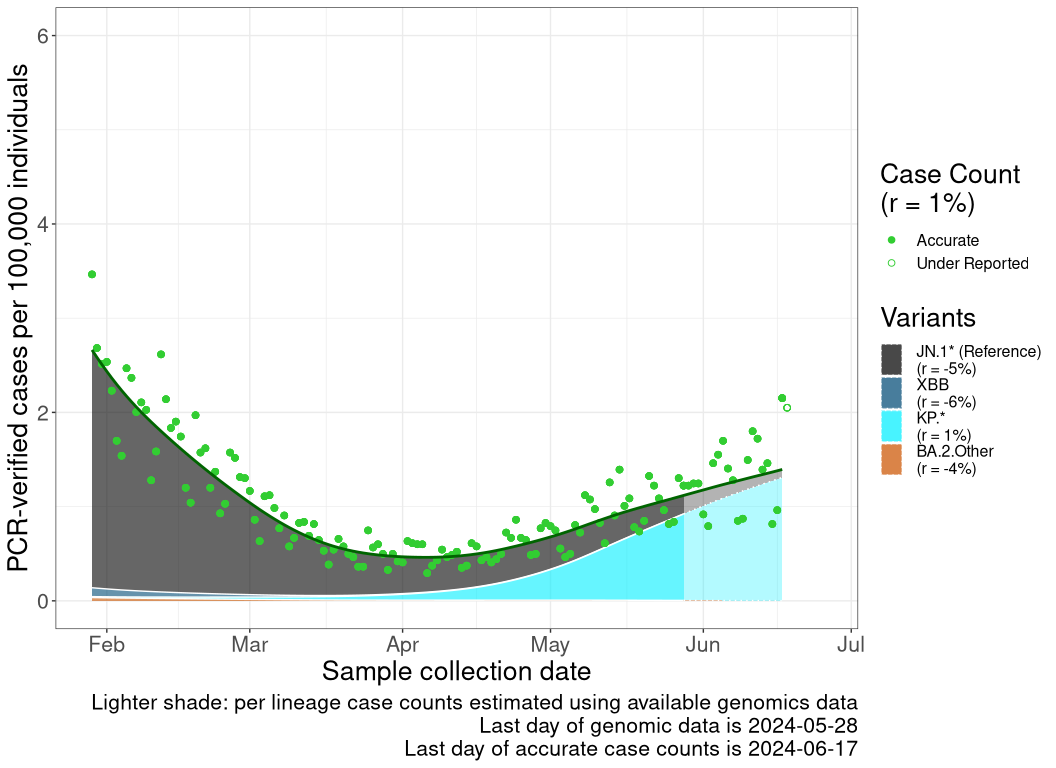 PCR-verified cases per 100,000 individuals
6
4
2
0
Feb
Mar
Apr
May
Jun
Jul
Sample collection date
Lighter shade: per lineage case counts estimated using available genomics data
Last day of genomic data is 2024-05-28
Last day of accurate case counts is 2024-06-17
Case Count
(r = 1%)
Accurate
Under Reported
Variants
JN.1* (Reference)
(r = -5%)
XBB
(r = -6%)
KP.*
(r = 1%)
BA.2.Other
(r = -4%)